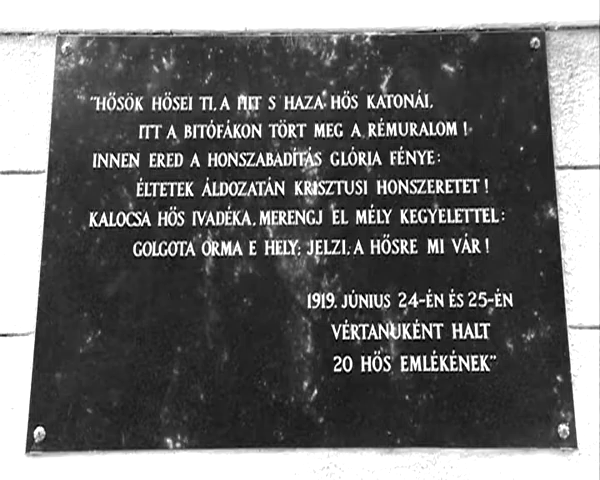 "HŐSÖK HŐSEI TI, A HIT S HAZA HŐS KATONÁI,
ITT A BITÓFÁKON TÖRT MEG A RÉMURALOM!
INNEN ERED A HONSZABADÍTÁS GLÓRIA FÉNYE:
ÉLTETEK ÁLDOZATÁN KRISZTUSI HONSZERETET!
KALOCSA HŐS IVADÉKA, MERENGJ EL MÉLY KEGYELETTEL:
GOLGOTA ORMA E HELY; JELZI, A HŐSRE MI VÁR!
1919. JÚNIUS 24-ÉN ÉS 25-ÉN
VÉRTANUKÉNT HALT
20 HŐS EMLÉKÉNEK"